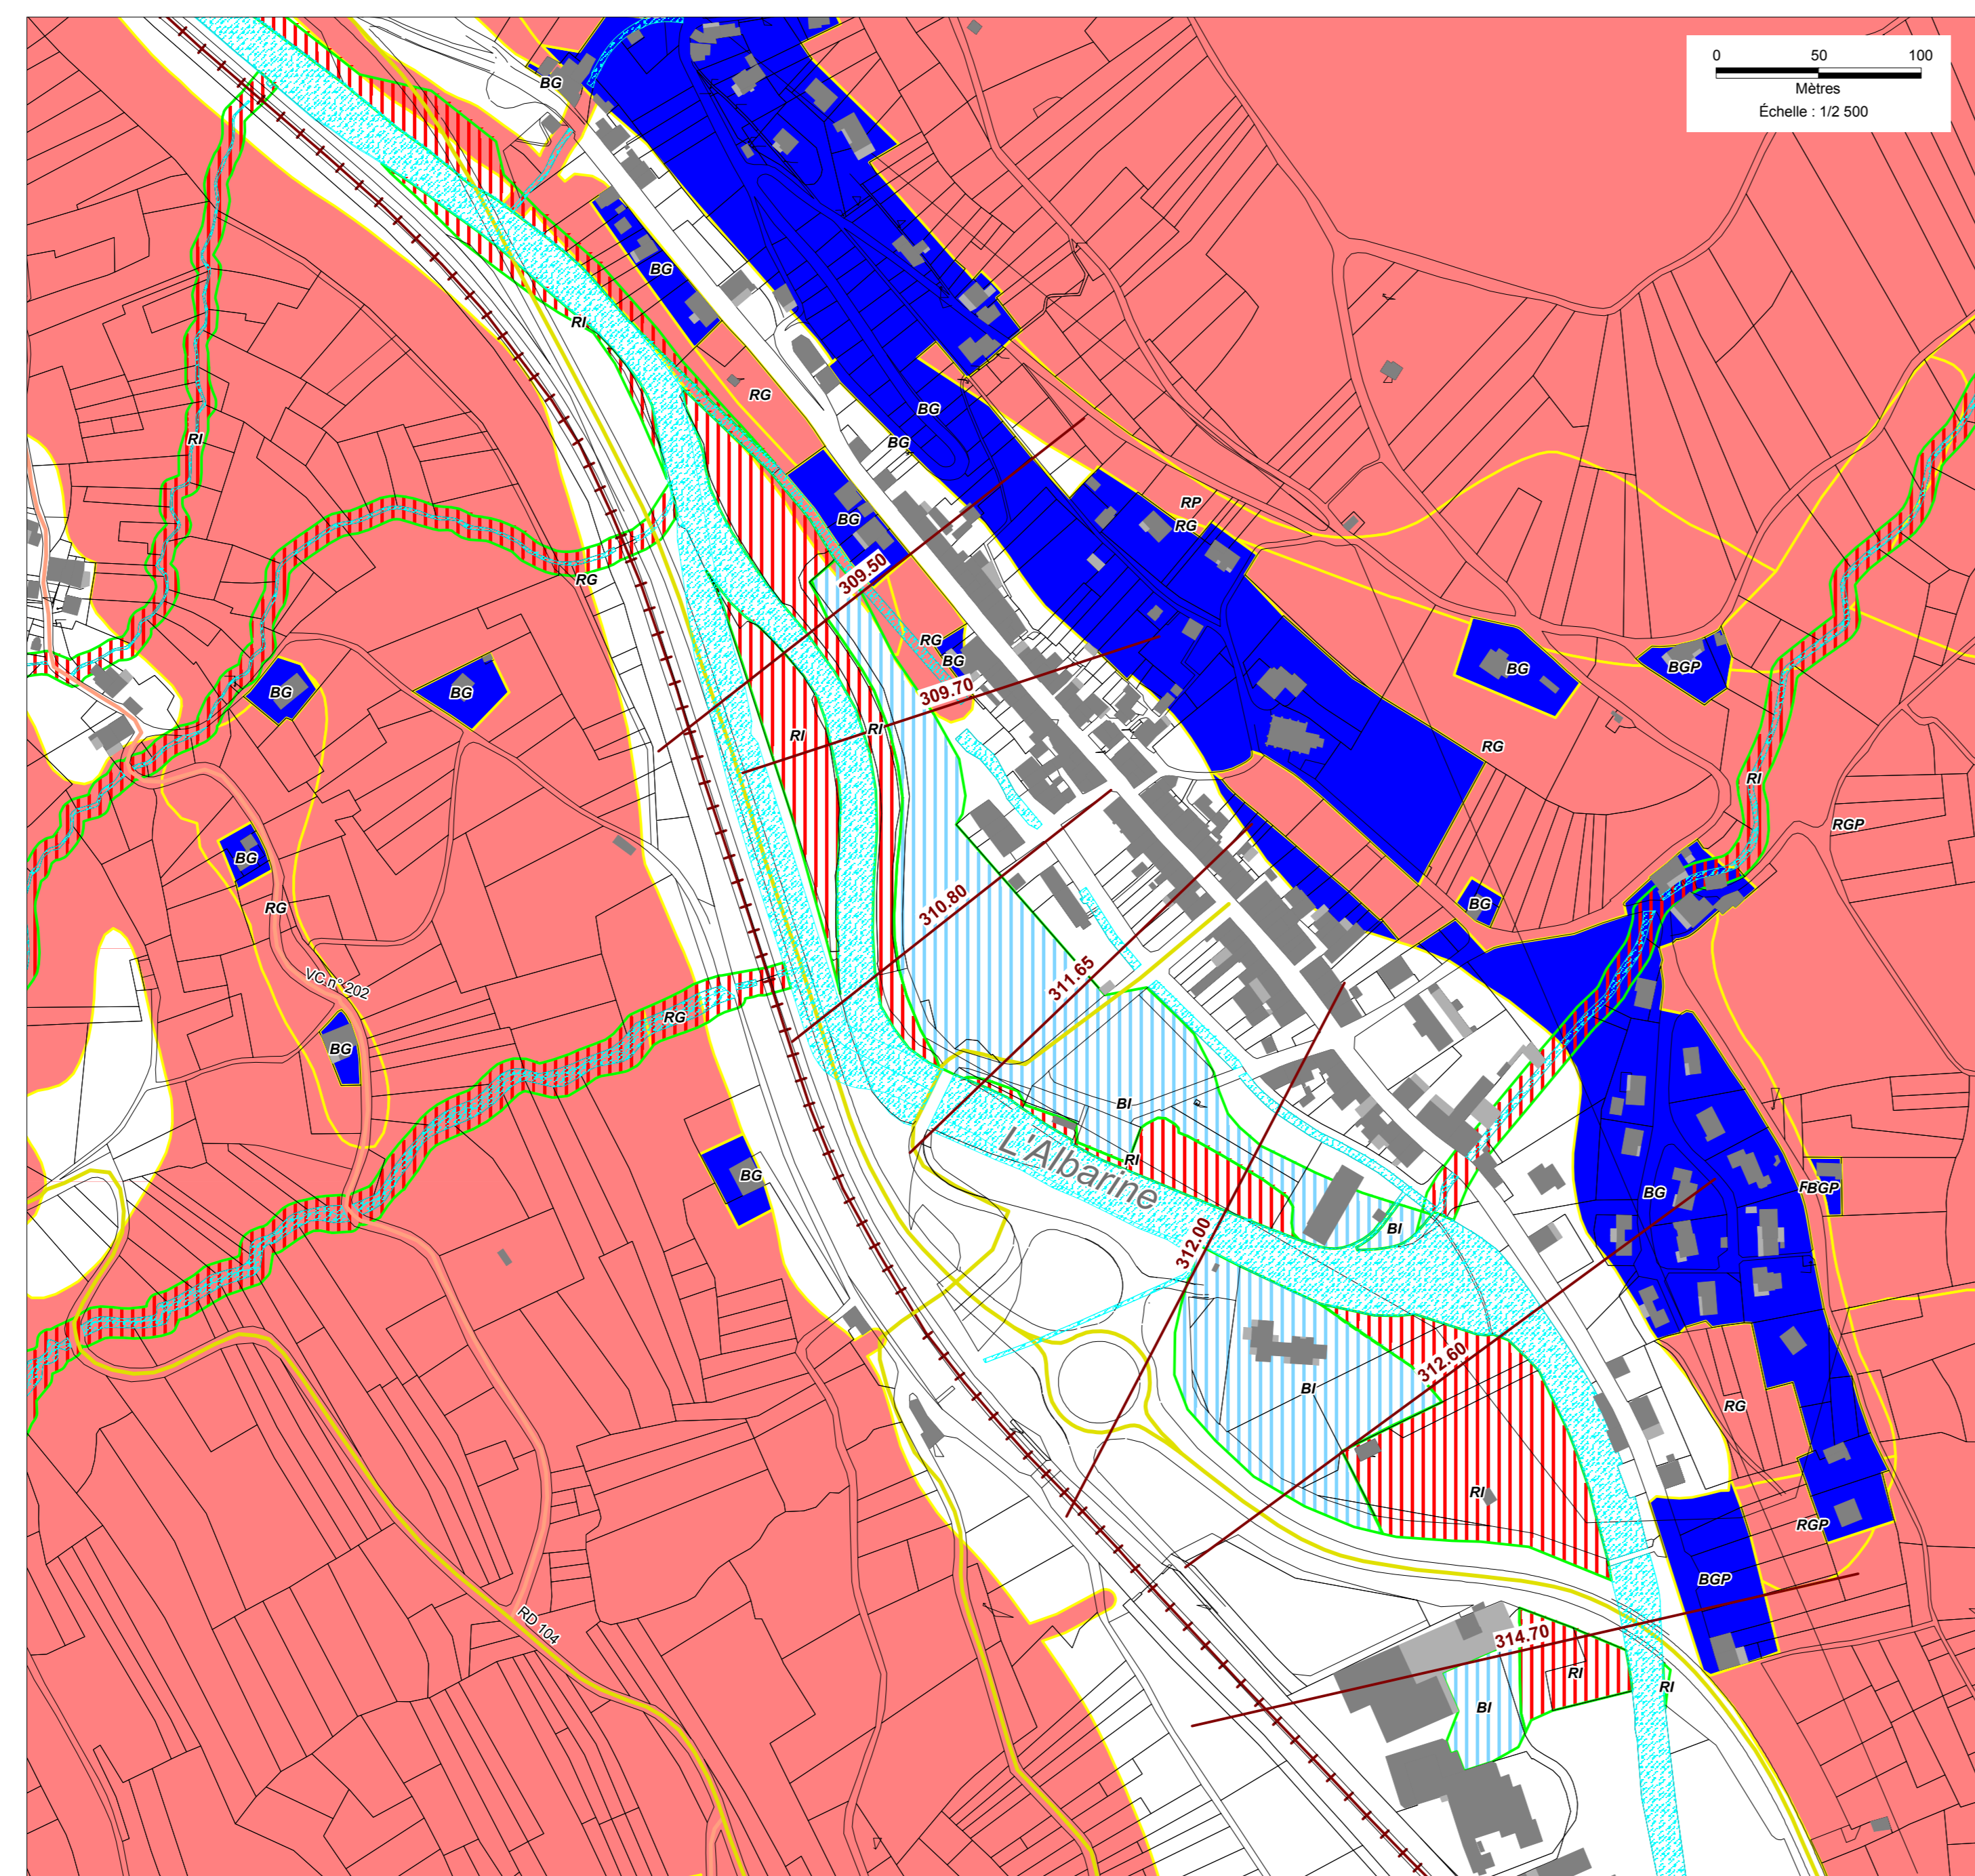 0 50 100
Mètres
Échelle : 1/2 500
BG
BG
RI
RG
BG
BG
RI
RP
RG
BG
309.50
RG
RG
BG
309.70
BG
BGP
BG
BG
RI
RI
RG
RI
RGP
BG
310.80
BG
RG
311.65
VC n° 202
RG
BG
BI
L'Albarine
RI
BG
BG
BGP
BI
312.00
312.60
BI
RG
RI
RGP
BGP
RD 104
314.70
RI
RI
BI